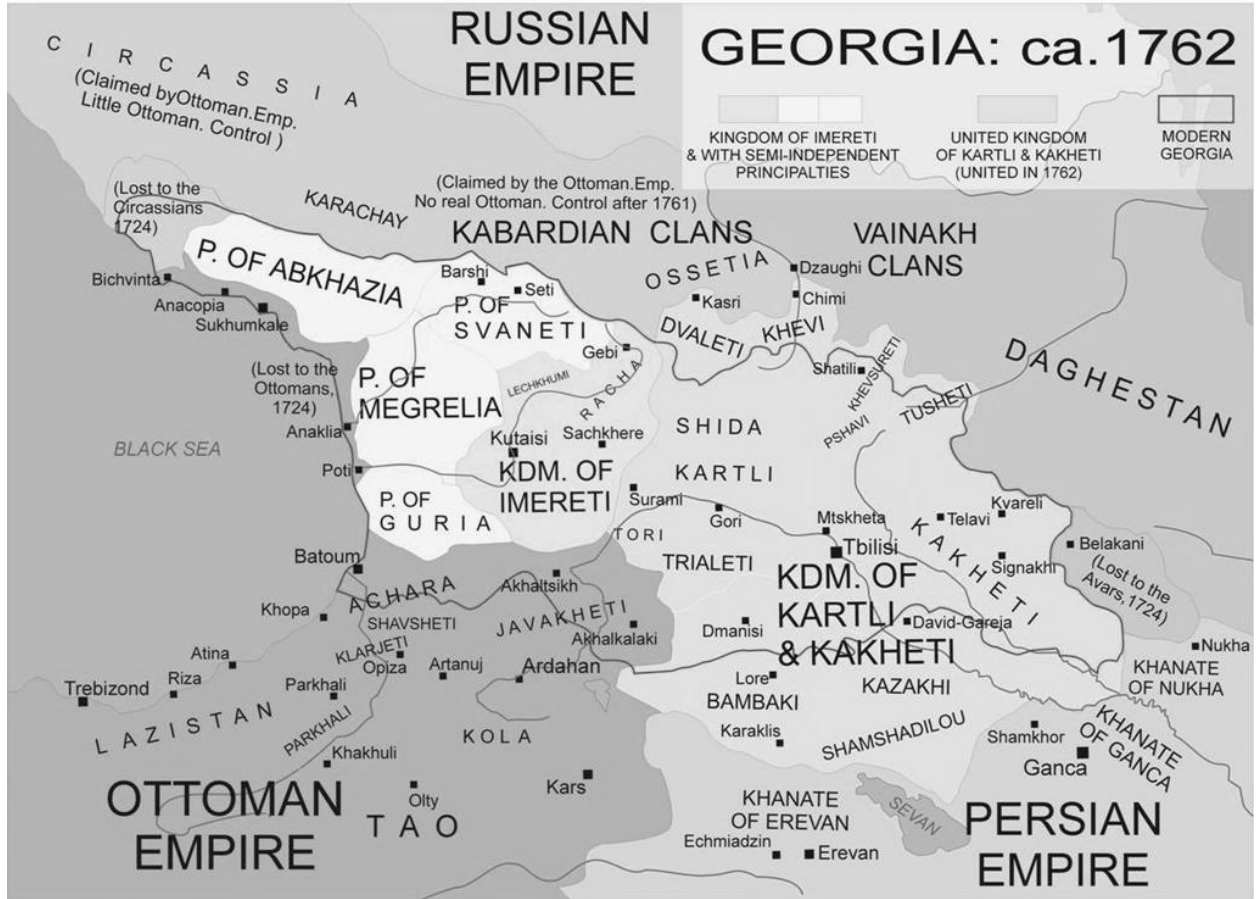 RUSSIAN
EMPIRE
GEORGIA: ca.1762
KINGDOM OF IMERETI
& WITH SEMI-INDEPENDENT
PRINCIPALTIES
UNITED KINGDOM
OF KARTLI & KAKHETI
(UNITED IN 1762)
MODERN
GEORGIA
CIRCASSIA
(Claimed byOttoman.Emp.
Little Ottoman. Control )
(Lost to the
Circassians
1724)
KARACHAY
(Claimed by the Ottoman.Emp.
No real Ottoman. Control after 1761)
KABARDIAN CLANS
VAINAKH
CLANS
OSSETIA
Dzaughi
Kasri
Chimi
DVALETI
KHEVI
P. OF ABKHAZIA
Bichvinta
Anacopia
Sukhumkale
Barshi
Seti
P. OF
SVANETI
Gebi
Shatili
KHEVSURETI
PSHAVI
TUSHETI
DAGHESTAN
(Lost to the
Ottomans,
1724)
P. OF
MEGRELIA
LECHKHUMI
RACHA
Anaklia
BLACK SEA
Kutaisi
Sachkhere
SHIDA
KARTLI
Poti
KDM. OF
IMERETI
Surami
Gori
Mtskheta
Tbilisi
Telavi
Kvareli
KAKHETI
Signakhi
Belakani
(Lost to the
Avars,1724)
P. OF
GURIA
TORI
TRIALETI
Batoum
ACHARA
Akhaltsikh
KDM. OF
KARTLI
& KAKHETI
Khopa
SHAVSHETI
JAVAKHETI
Akhalkalaki
Dmanisi
David-Gareja
Nukha
KHANATE
OF NUKHA
Atina
KLARJETI
Opiza
Artanuj
Ardahan
Trebizond
Riza
Parkhali
Lore
BAMBAKI
KAZAKHI
LAZISTAN
PARKHALI
KOLA
Karaklis
SHAMSHADILOU
Shamkhor
KHANATE
OF GANCA
Ganca
Khakhuli
Kars
OTTOMAN
EMPIRE
Olty
TAO
KHANATE
OF EREVAN
SEVAN
PERSIAN
EMPIRE
Echmiadzin
Erevan